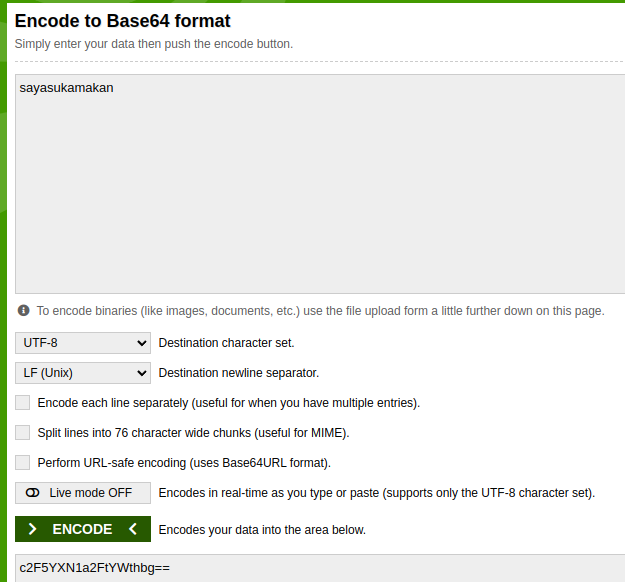 Encode to Base64 format
Simply enter your data then push the encode button.
sayasukamakan
To encode binaries (like images, documents, etc.) use the file upload form a little further down on this page.
UTF-8 Destination character set.
LF (Unix) Destination newline separator.
Encode each line separately (useful for when you have multiple entries).
Split lines into 76 character wide chunks (useful for MIME).
Perform URL-safe encoding (uses Base64URL format).
Live mode OFF Encodes in real-time as you type or paste (supports only the UTF-8 character set).
ENCODE Encodes your data into the area below.
c2F5YXN1a2FtYWthbg==